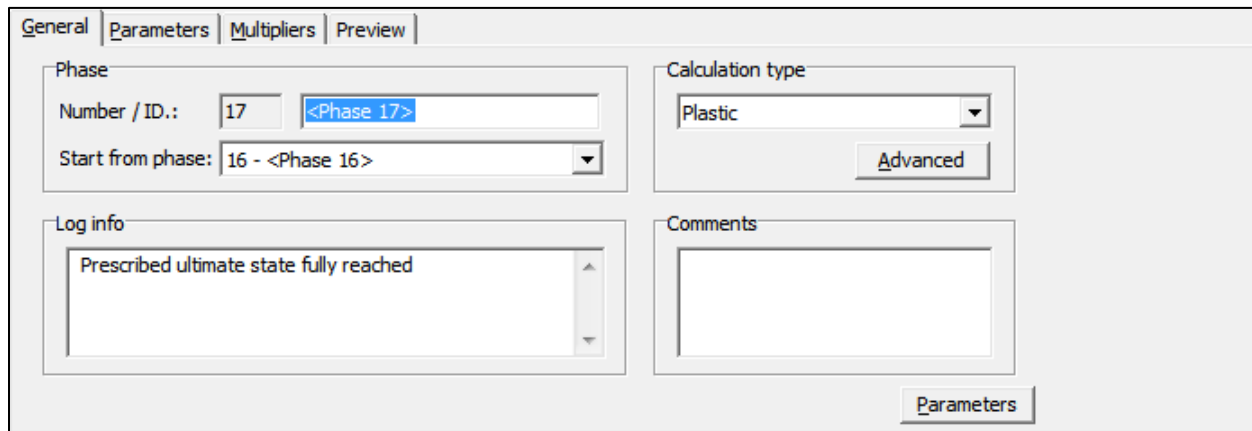 General Parameters Multipliers Preview
Phase
Number / ID.: 17 <Phase 17>
Start from phase: 16 - <Phase 16>
Calculation type
Plastic
Advanced
Log info
Prescribed ultimate state fully reached
Comments
Parameters